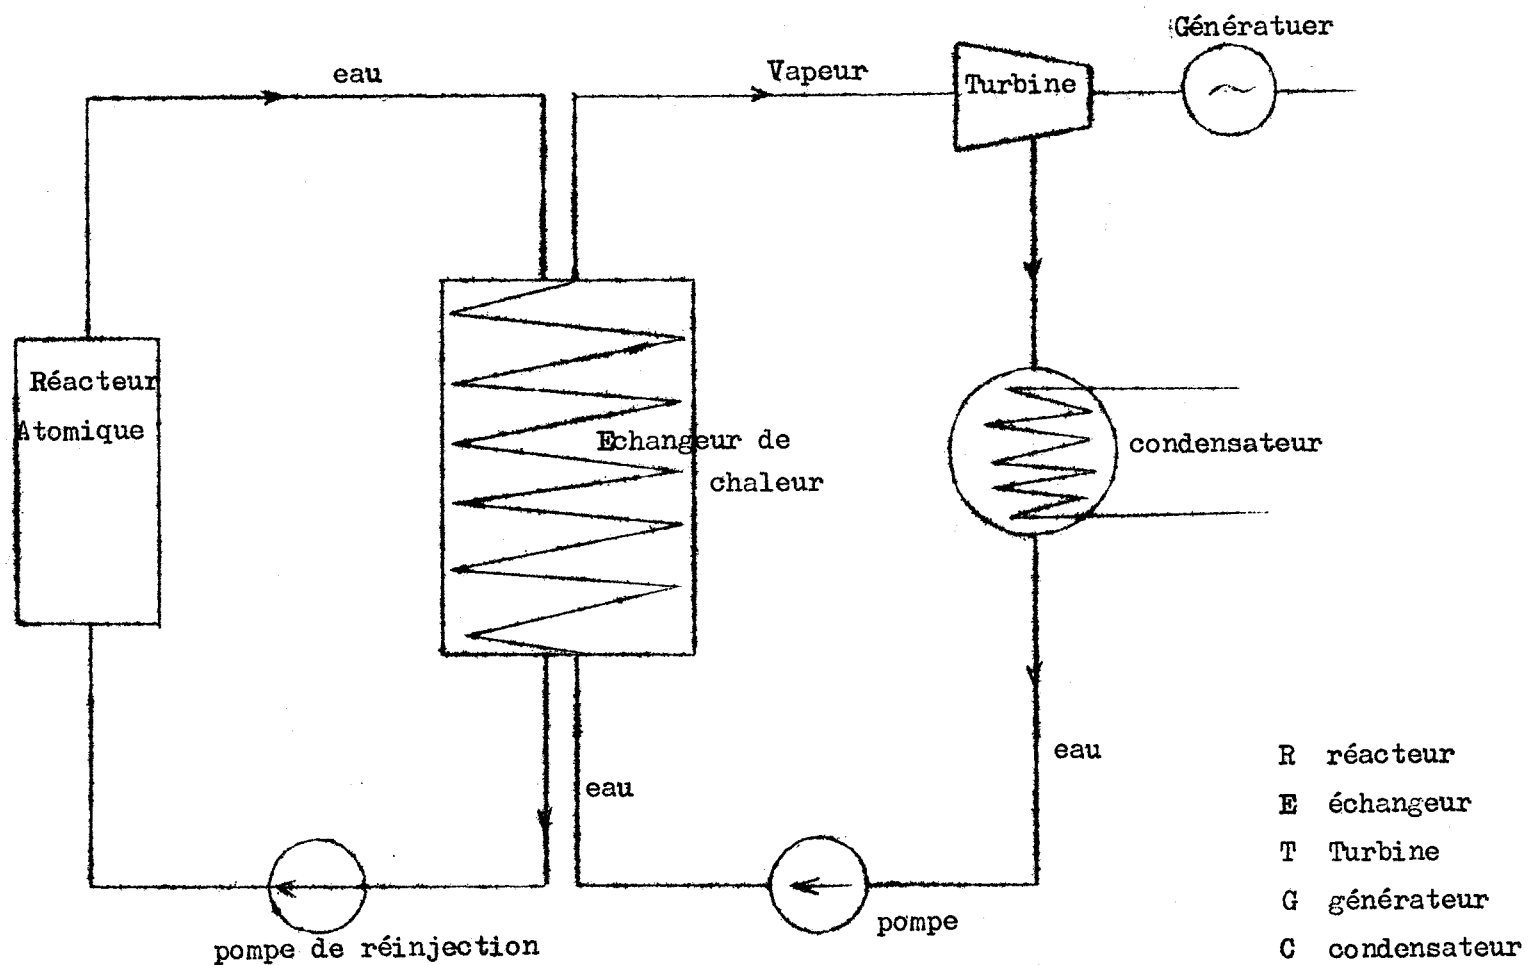 Génératuer
eau
Vapeur
Turbine
Réacteur
Atomique
Echangeur de
chaleur
condensateur
eau
eau
pompe
pompe de réinjection
R réacteur
E échangeur
T Turbine
G générateur
C condensateur